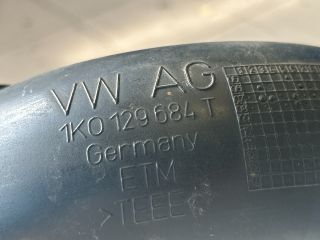 VW AG
1K0 129 684 T
Germany
ETM
>TEEE<